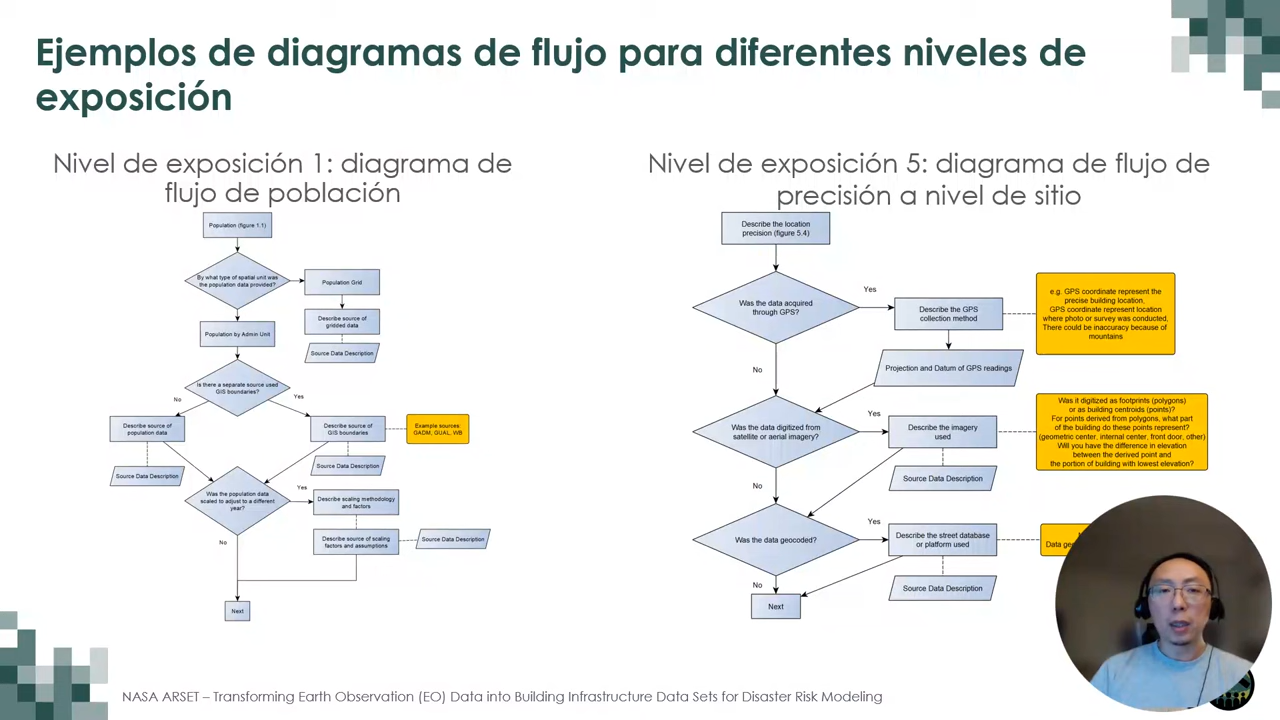 Ejemplos de diagramas de flujo para diferentes niveles de
exposición
Nivel de exposición 1: diagrama de
flujo de población
Population (figure 1.1)
By what type of spatial unit was
the population data provided?
Population Grid
Describe source of
gridded data
Source Data Description
Population by Admin Unit
Is there a separate source used
GIS boundaries?
No
Yes
Describe source of
population data
Source Data Description
Describe source of
GIS boundaries
Example sources:
GADM, GUAL, WB
Source Data Description
Was the population data
scaled to adjust to a different
year?
Yes
Describe scaling methodology
and factors
Describe source of scaling
factors and assumptions
Source Data Description
No
Next
Nivel de exposición 5: diagrama de flujo de
precisión a nivel de sitio
Describe the location
precision (figure 5.4)
Was the data acquired
through GPS?
Yes
Describe the GPS
collection method
e.g. GPS coordinate represent the
precise building location,
GPS coordinate represent location
where photo or survey was conducted,
There could be inaccuracy because of
mountains
Projection and Datum of GPS readings
No
Was the data digitized from
satellite or aerial imagery?
Yes
Describe the imagery
used
Was it digitized as footprints (polygons)
or as building centroids (points)?
For points derived from polygons, what part
of the building do these points represent?
(geometric center, internal center, front door, other)
Will you have the difference in elevation
between the derived point and
the portion of building with lowest elevation?
Source Data Description
No
Was the data geocoded?
Yes
Describe the street database
or platform used
Data
Source Data Description
No
Next
NASA ARSET – Transforming Earth Observation (EO) Data into Building Infrastructure Data Sets for Disaster Risk Modeling